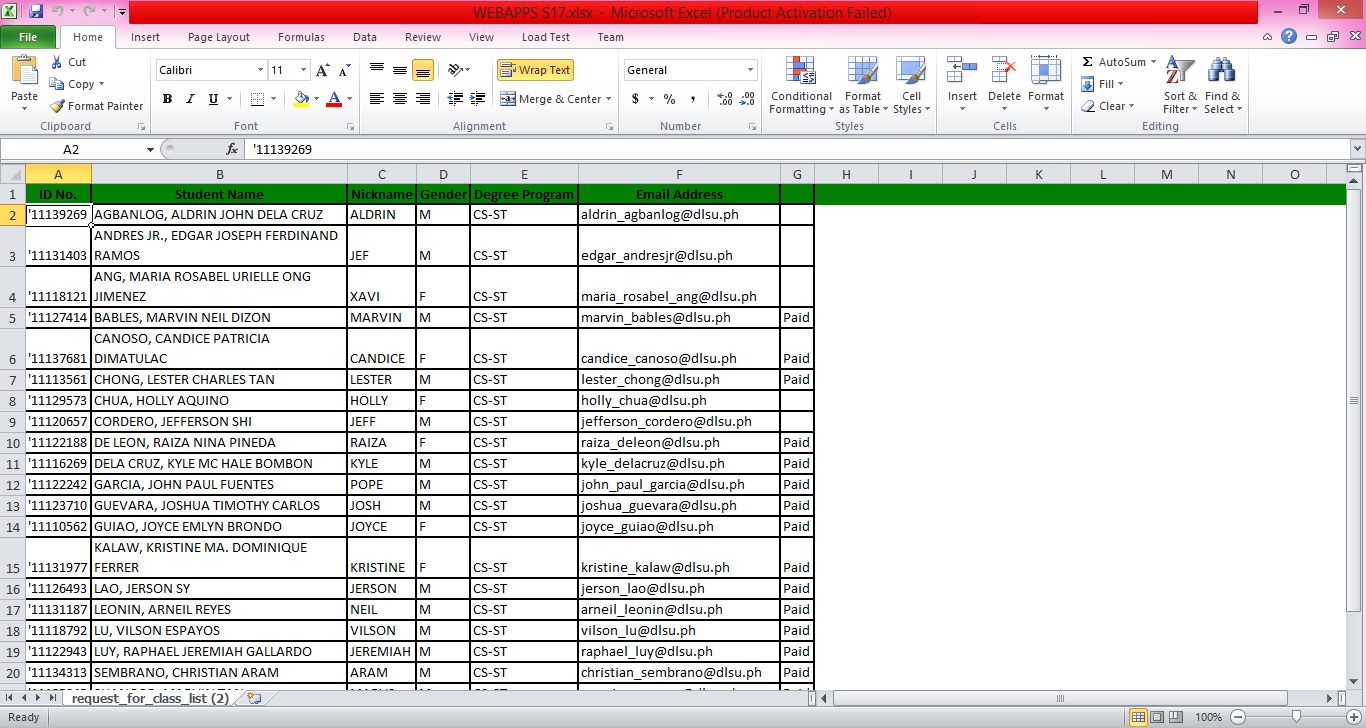 WEBAPPS S17.xlsx - Microsoft Excel (Product Activation Failed)
File Home Insert Page Layout Formulas Data Review View Load Test Team
Paste Cut Copy Format Painter Clipboard
Calibri 11 A A B I U A Font
Wrap Text Merge & Center Alignment
General $ % , .0 .00 .00 .0 Number
Conditional Formatting Format as Table Cell Styles Styles
Insert Delete Format Cells
Σ AutoSum Fill Clear Sort & Filter Find & Select Editing
A2 fx '11139269
A B C D E F G H I J K L M N O
1 ID No. Student Name Nickname Gender Degree Program Email Address
2 '11139269 AGBANLOG, ALDRIN JOHN DELA CRUZ ALDRIN M CS-ST aldrin_agbanlog@dlsu.ph
ANDRES JR., EDGAR JOSEPH FERDINAND
3 '11131403 RAMOS JEF M CS-ST edgar_andresjr@dlsu.ph
ANG, MARIA ROSABEL URIELLE ONG
4 '11118121 JIMENEZ XAVI F CS-ST maria_rosabel_ang@dlsu.ph
5 '11127414 BABLES, MARVIN NEIL DIZON MARVIN M CS-ST marvin_bables@dlsu.ph Paid
CANOSO, CANDICE PATRICIA
6 '11137681 DIMATULAC CANDICE F CS-ST candice_canoso@dlsu.ph Paid
7 '11113561 CHONG, LESTER CHARLES TAN LESTER M CS-ST lester_chong@dlsu.ph Paid
8 '11129573 CHUA, HOLLY AQUINO HOLLY F CS-ST holly_chua@dlsu.ph
9 '11120657 CORDERO, JEFFERSON SHI JEFF M CS-ST jefferson_cordero@dlsu.ph
10 '11122188 DE LEON, RAIZA NINA PINEDA RAIZA F CS-ST raiza_deleon@dlsu.ph Paid
11 '11116269 DELA CRUZ, KYLE MC HALE BOMBON KYLE M CS-ST kyle_delacruz@dlsu.ph Paid
12 '11122242 GARCIA, JOHN PAUL FUENTES POPE M CS-ST john_paul_garcia@dlsu.ph Paid
13 '11123710 GUEVARA, JOSHUA TIMOTHY CARLOS JOSH M CS-ST joshua_guevara@dlsu.ph Paid
14 '11110562 GUIAO, JOYCE EMLYN BRONDO JOYCE F CS-ST joyce_guiao@dlsu.ph Paid
KALAW, KRISTINE MA. DOMINIQUE
15 '11131977 FERRER KRISTINE F CS-ST kristine_kalaw@dlsu.ph Paid
16 '11126493 LAO, JERSON SY JERSON M CS-ST jerson_lao@dlsu.ph Paid
17 '11131187 LEONIN, ARNEIL REYES NEIL M CS-ST arneil_leonin@dlsu.ph Paid
18 '11118792 LU, VILSON ESPAYOS VILSON M CS-ST vilson_lu@dlsu.ph Paid
19 '11122943 LUY, RAPHAEL JEREMIAH GALLARDO JEREMIAH M CS-ST raphael_luy@dlsu.ph Paid
20 '11134313 SEMBRANO, CHRISTIAN ARAM ARAM M CS-ST christian_sembrano@dlsu.ph Paid
request_for_class_list (2)
Ready 100%